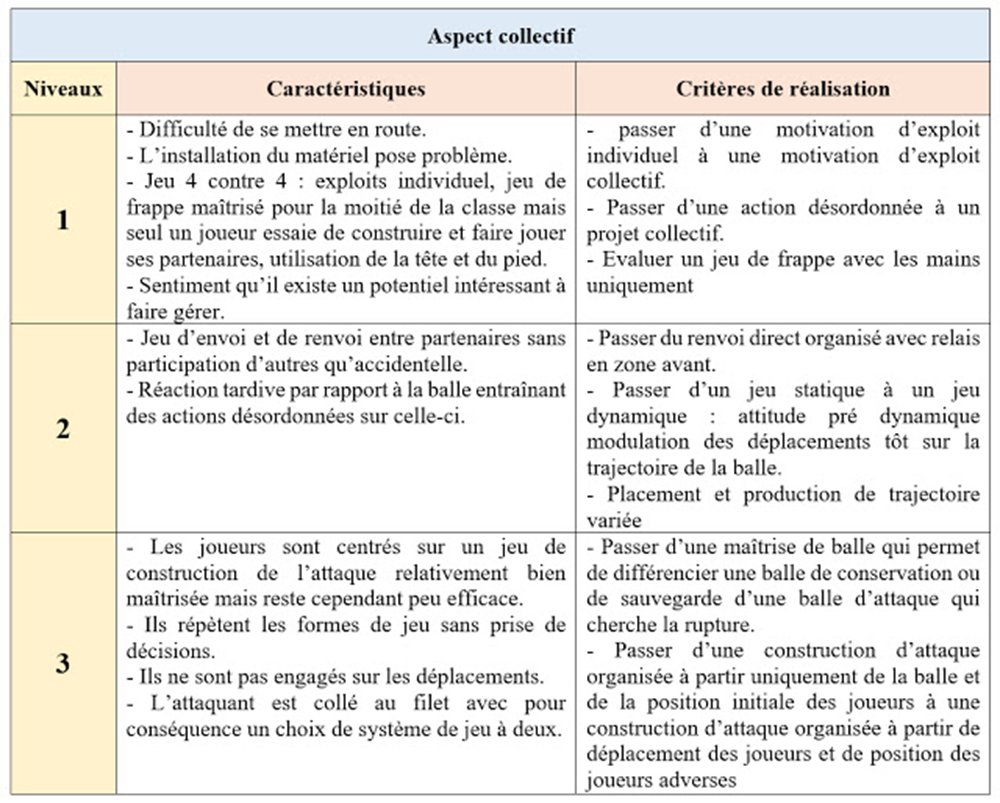 Aspect collectif
Niveaux
Caractéristiques
Critères de réalisation
1
- Difficulté de se mettre en route.
- L'installation du matériel pose problème.
- Jeu 4 contre 4 : exploits individuel, jeu de
frappe maîtrisé pour la moitié de la classe mais
seul un joueur essaie de construire et faire jouer
ses partenaires, utilisation de la tête et du pied.
- Sentiment qu'il existe un potentiel intéressant à
faire gérer.
- passer d'une motivation d'exploit
individuel à une motivation d'exploit
collectif.
- Passer d'une action désordonnée à un
projet collectif.
- Evaluer un jeu de frappe avec les mains
uniquement
2
- Jeu d'envoi et de renvoi entre partenaires sans
participation d'autres qu'accidentelle.
- Réaction tardive par rapport à la balle entraînant
des actions désordonnées sur celle-ci.
- Passer du renvoi direct organisé avec relais
en zone avant.
- Passer d'un jeu statique à un jeu
dynamique : attitude pré dynamique
modulation des déplacements tôt sur la
trajectoire de la balle.
- Placement et production de trajectoire
variée
3
- Les joueurs sont centrés sur un jeu de
construction de l'attaque relativement bien
maîtrisée mais reste cependant peu efficace.
- Ils répètent les formes de jeu sans prise de
décisions.
- Ils ne sont pas engagés sur les déplacements.
- L'attaquant est collé au filet avec pour
conséquence un choix de système de jeu à deux.
- Passer d'une maîtrise de balle qui permet
de différencier une balle de conservation ou
de sauvegarde d'une balle d'attaque qui
cherche la rupture.
- Passer d'une construction d'attaque
organisée à partir uniquement de la balle et
de la position initiale des joueurs à une
construction d'attaque organisée à partir de
déplacement des joueurs et de position des
joueurs adverses